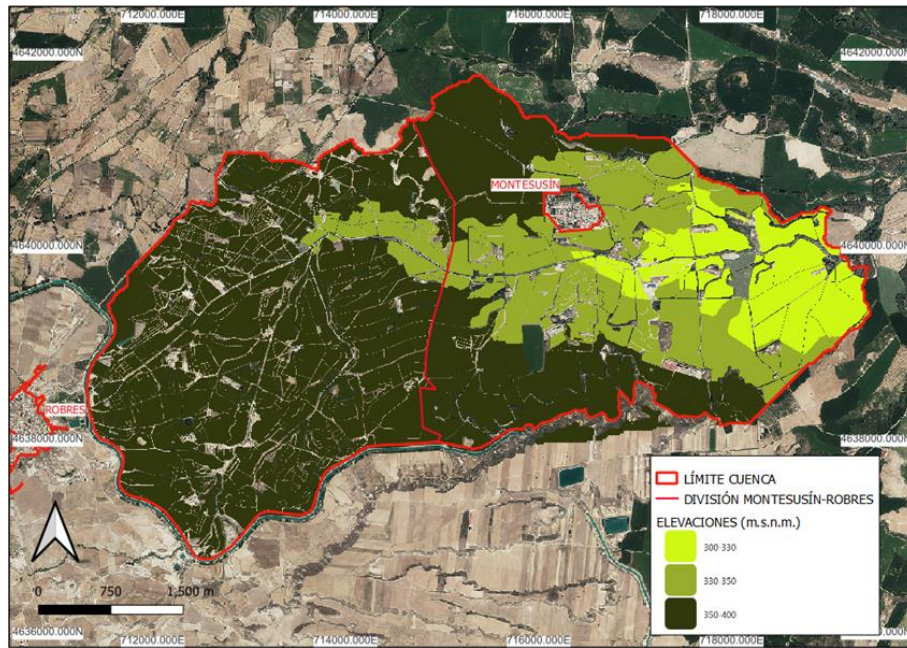 712000.000E
714000.000E
716000.000E
718000.000E
4642000.000N
4642000.000N
MONTESUSÍN
4640000.000N
4640000.000N
ROBRES
4638000.000N
4638000.000N
LÍMITE CUENCA
DIVISIÓN MONTESUSÍN-ROBRES
ELEVACIONES (m.s.n.m.)
300-330
330-350
350-400
0 750 1.500 m
4636000.000N
712000.000E
714000.000E
716000.000E
718000.000E